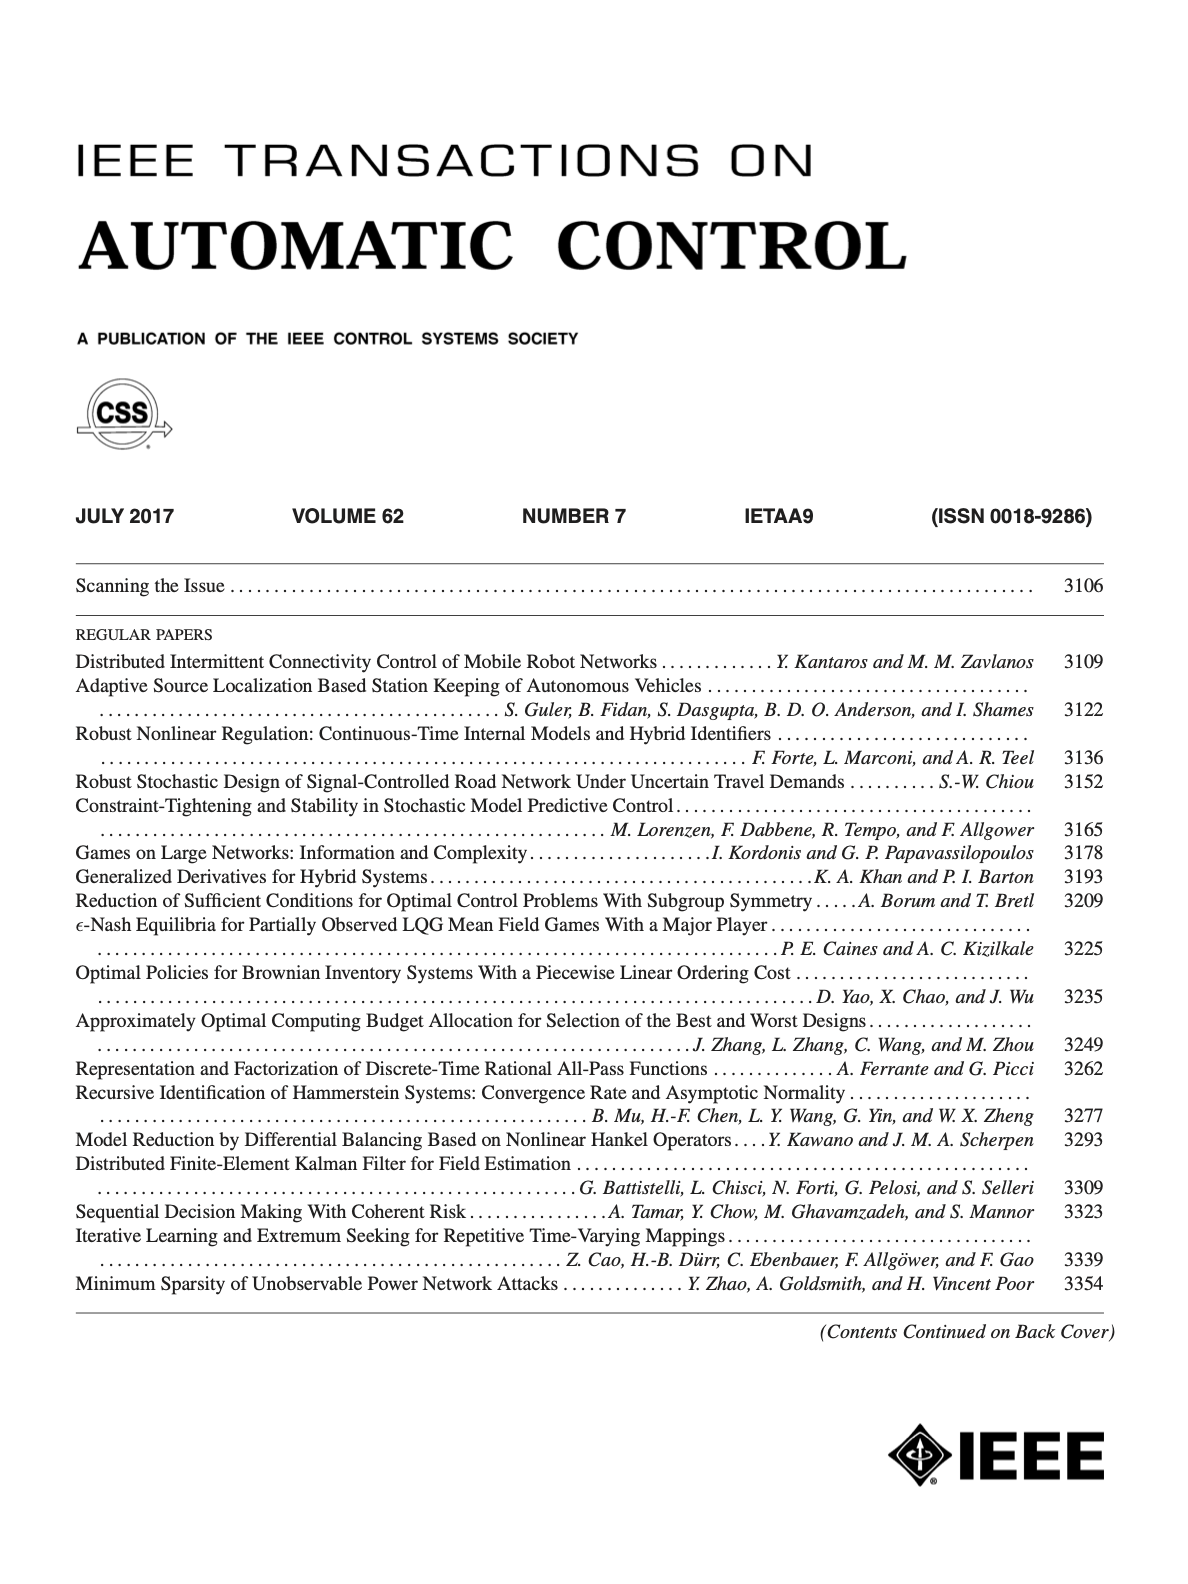 IEEE TRANSACTIONS ON
AUTOMATIC CONTROL
A PUBLICATION OF THE IEEE CONTROL SYSTEMS SOCIETY
CSS
JULY 2017 VOLUME 62 NUMBER 7 IETAA9 (ISSN 0018-9286)
Scanning the Issue 3106
REGULAR PAPERS
Distributed Intermittent Connectivity Control of Mobile Robot Networks Y. Kantaros and M. M. Zavlanos 3109
Adaptive Source Localization Based Station Keeping of Autonomous Vehicles
S. Guler, B. Fidan, S. Dasgupta, B. D. O. Anderson, and I. Shames 3122
Robust Nonlinear Regulation: Continuous-Time Internal Models and Hybrid Identifiers
F. Forte, L. Marconi, and A. R. Teel 3136
Robust Stochastic Design of Signal-Controlled Road Network Under Uncertain Travel Demands S.-W. Chiou 3152
Constraint-Tightening and Stability in Stochastic Model Predictive Control
M. Lorenzen, F. Dabbene, R. Tempo, and F. Allgower 3165
Games on Large Networks: Information and Complexity I. Kordonis and G. P. Papavassilopoulos 3178
Generalized Derivatives for Hybrid Systems K. A. Khan and P. I. Barton 3193
Reduction of Sufficient Conditions for Optimal Control Problems With Subgroup Symmetry A. Borum and T. Bretl 3209
ϵ-Nash Equilibria for Partially Observed LQG Mean Field Games With a Major Player
P. E. Caines and A. C. Kizilkale 3225
Optimal Policies for Brownian Inventory Systems With a Piecewise Linear Ordering Cost
D. Yao, X. Chao, and J. Wu 3235
Approximately Optimal Computing Budget Allocation for Selection of the Best and Worst Designs
J. Zhang, L. Zhang, C. Wang, and M. Zhou 3249
Representation and Factorization of Discrete-Time Rational All-Pass Functions A. Ferrante and G. Picci 3262
Recursive Identification of Hammerstein Systems: Convergence Rate and Asymptotic Normality
B. Mu, H.-F. Chen, L. Y. Wang, G. Yin, and W. X. Zheng 3277
Model Reduction by Differential Balancing Based on Nonlinear Hankel Operators Y. Kawano and J. M. A. Scherpen 3293
Distributed Finite-Element Kalman Filter for Field Estimation
G. Battistelli, L. Chisci, N. Forti, G. Pelosi, and S. Selleri 3309
Sequential Decision Making With Coherent Risk A. Tamar, Y. Chow, M. Ghavamzadeh, and S. Mannor 3323
Iterative Learning and Extremum Seeking for Repetitive Time-Varying Mappings
Z. Cao, H.-B. Dürr, C. Ebenbauer, F. Allgöwer, and F. Gao 3339
Minimum Sparsity of Unobservable Power Network Attacks Y. Zhao, A. Goldsmith, and H. Vincent Poor 3354
(Contents Continued on Back Cover)
IEEE